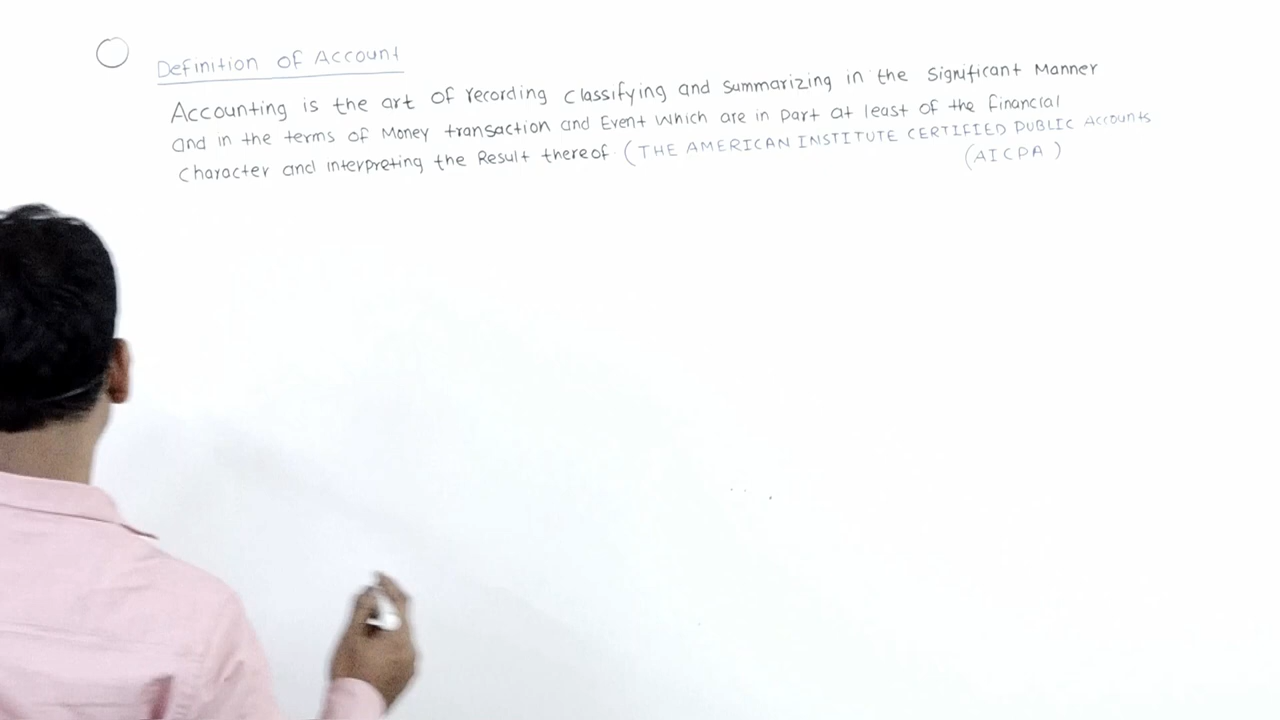 Definition of Account
Accounting is the art of recording classifying and summarizing in the significant Manner
and in the terms of Money transaction and Event which are in part at least of the financial
character and interpreting the Result thereof (THE AMERICAN INSTITUTE CERTIFIED PUBLIC Accounts
(AICPA)